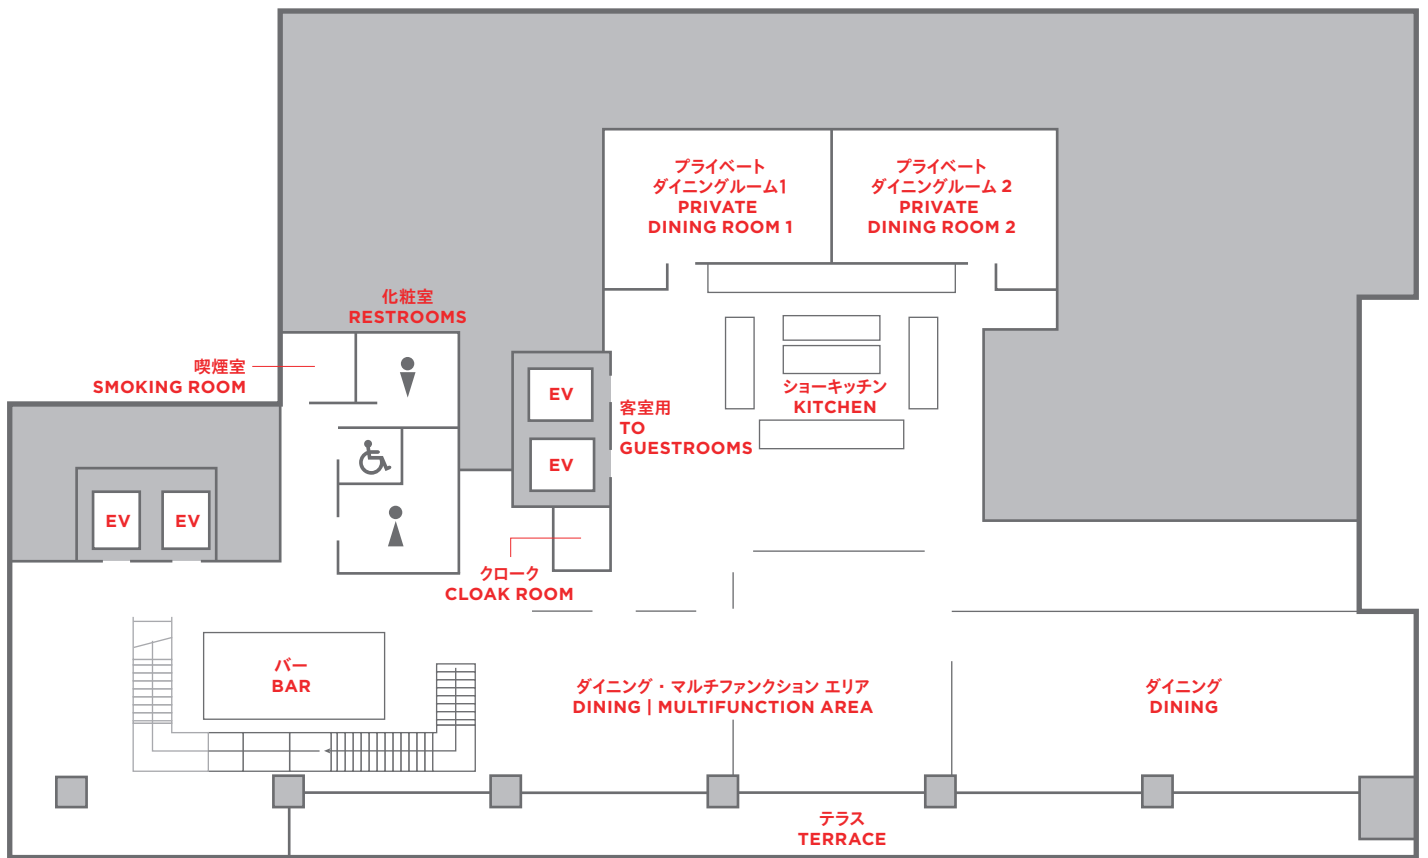 プライベート
ダイニングルーム1
PRIVATE
DINING ROOM 1
プライベート
ダイニングルーム 2
PRIVATE
DINING ROOM 2
化粧室
RESTROOMS
喫煙室
SMOKING ROOM
EV
EV
客室用
TO
GUESTROOMS
ショーキッチン
KITCHEN
EV
EV
クローク
CLOAK ROOM
バー
BAR
ダイニング・マルチファンクション エリア
DINING | MULTIFUNCTION AREA
ダイニング
DINING
テラス
TERRACE